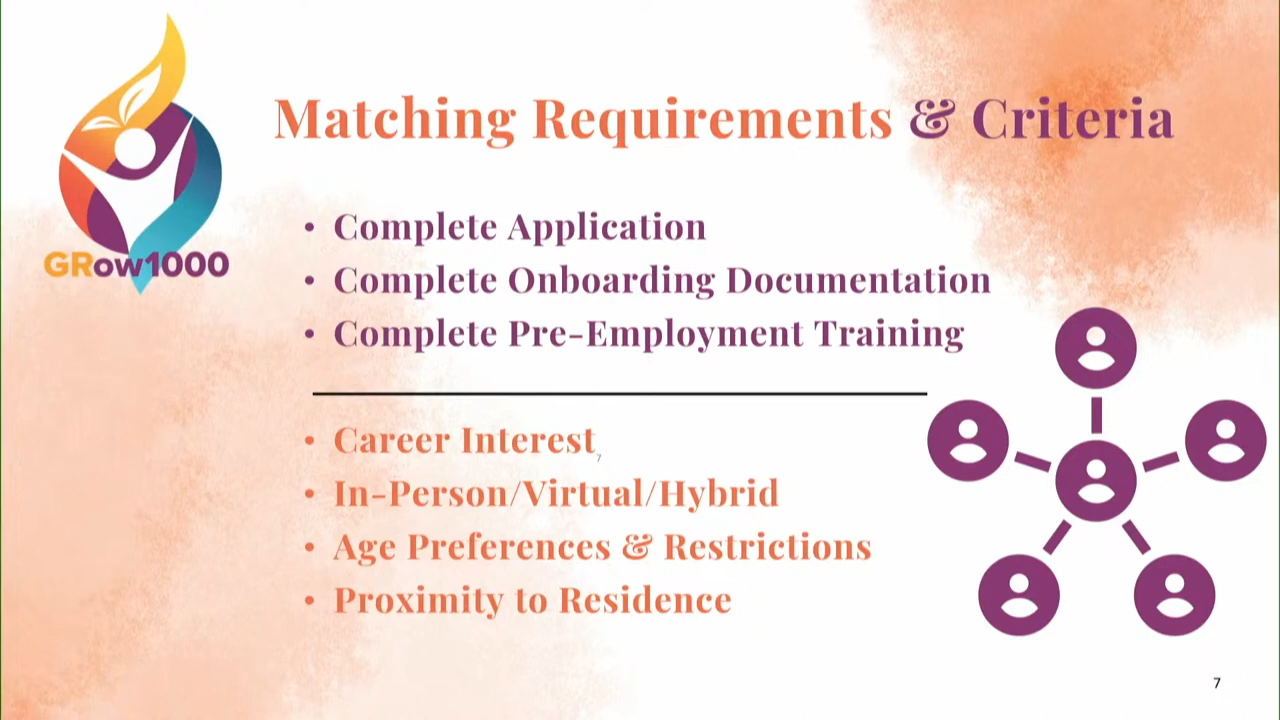 Matching Requirements & Criteria
GRow1000
• Complete Application
• Complete Onboarding Documentation
• Complete Pre-Employment Training
• Career Interest
7
• In-Person/Virtual/Hybrid
• Age Preferences & Restrictions
• Proximity to Residence
7